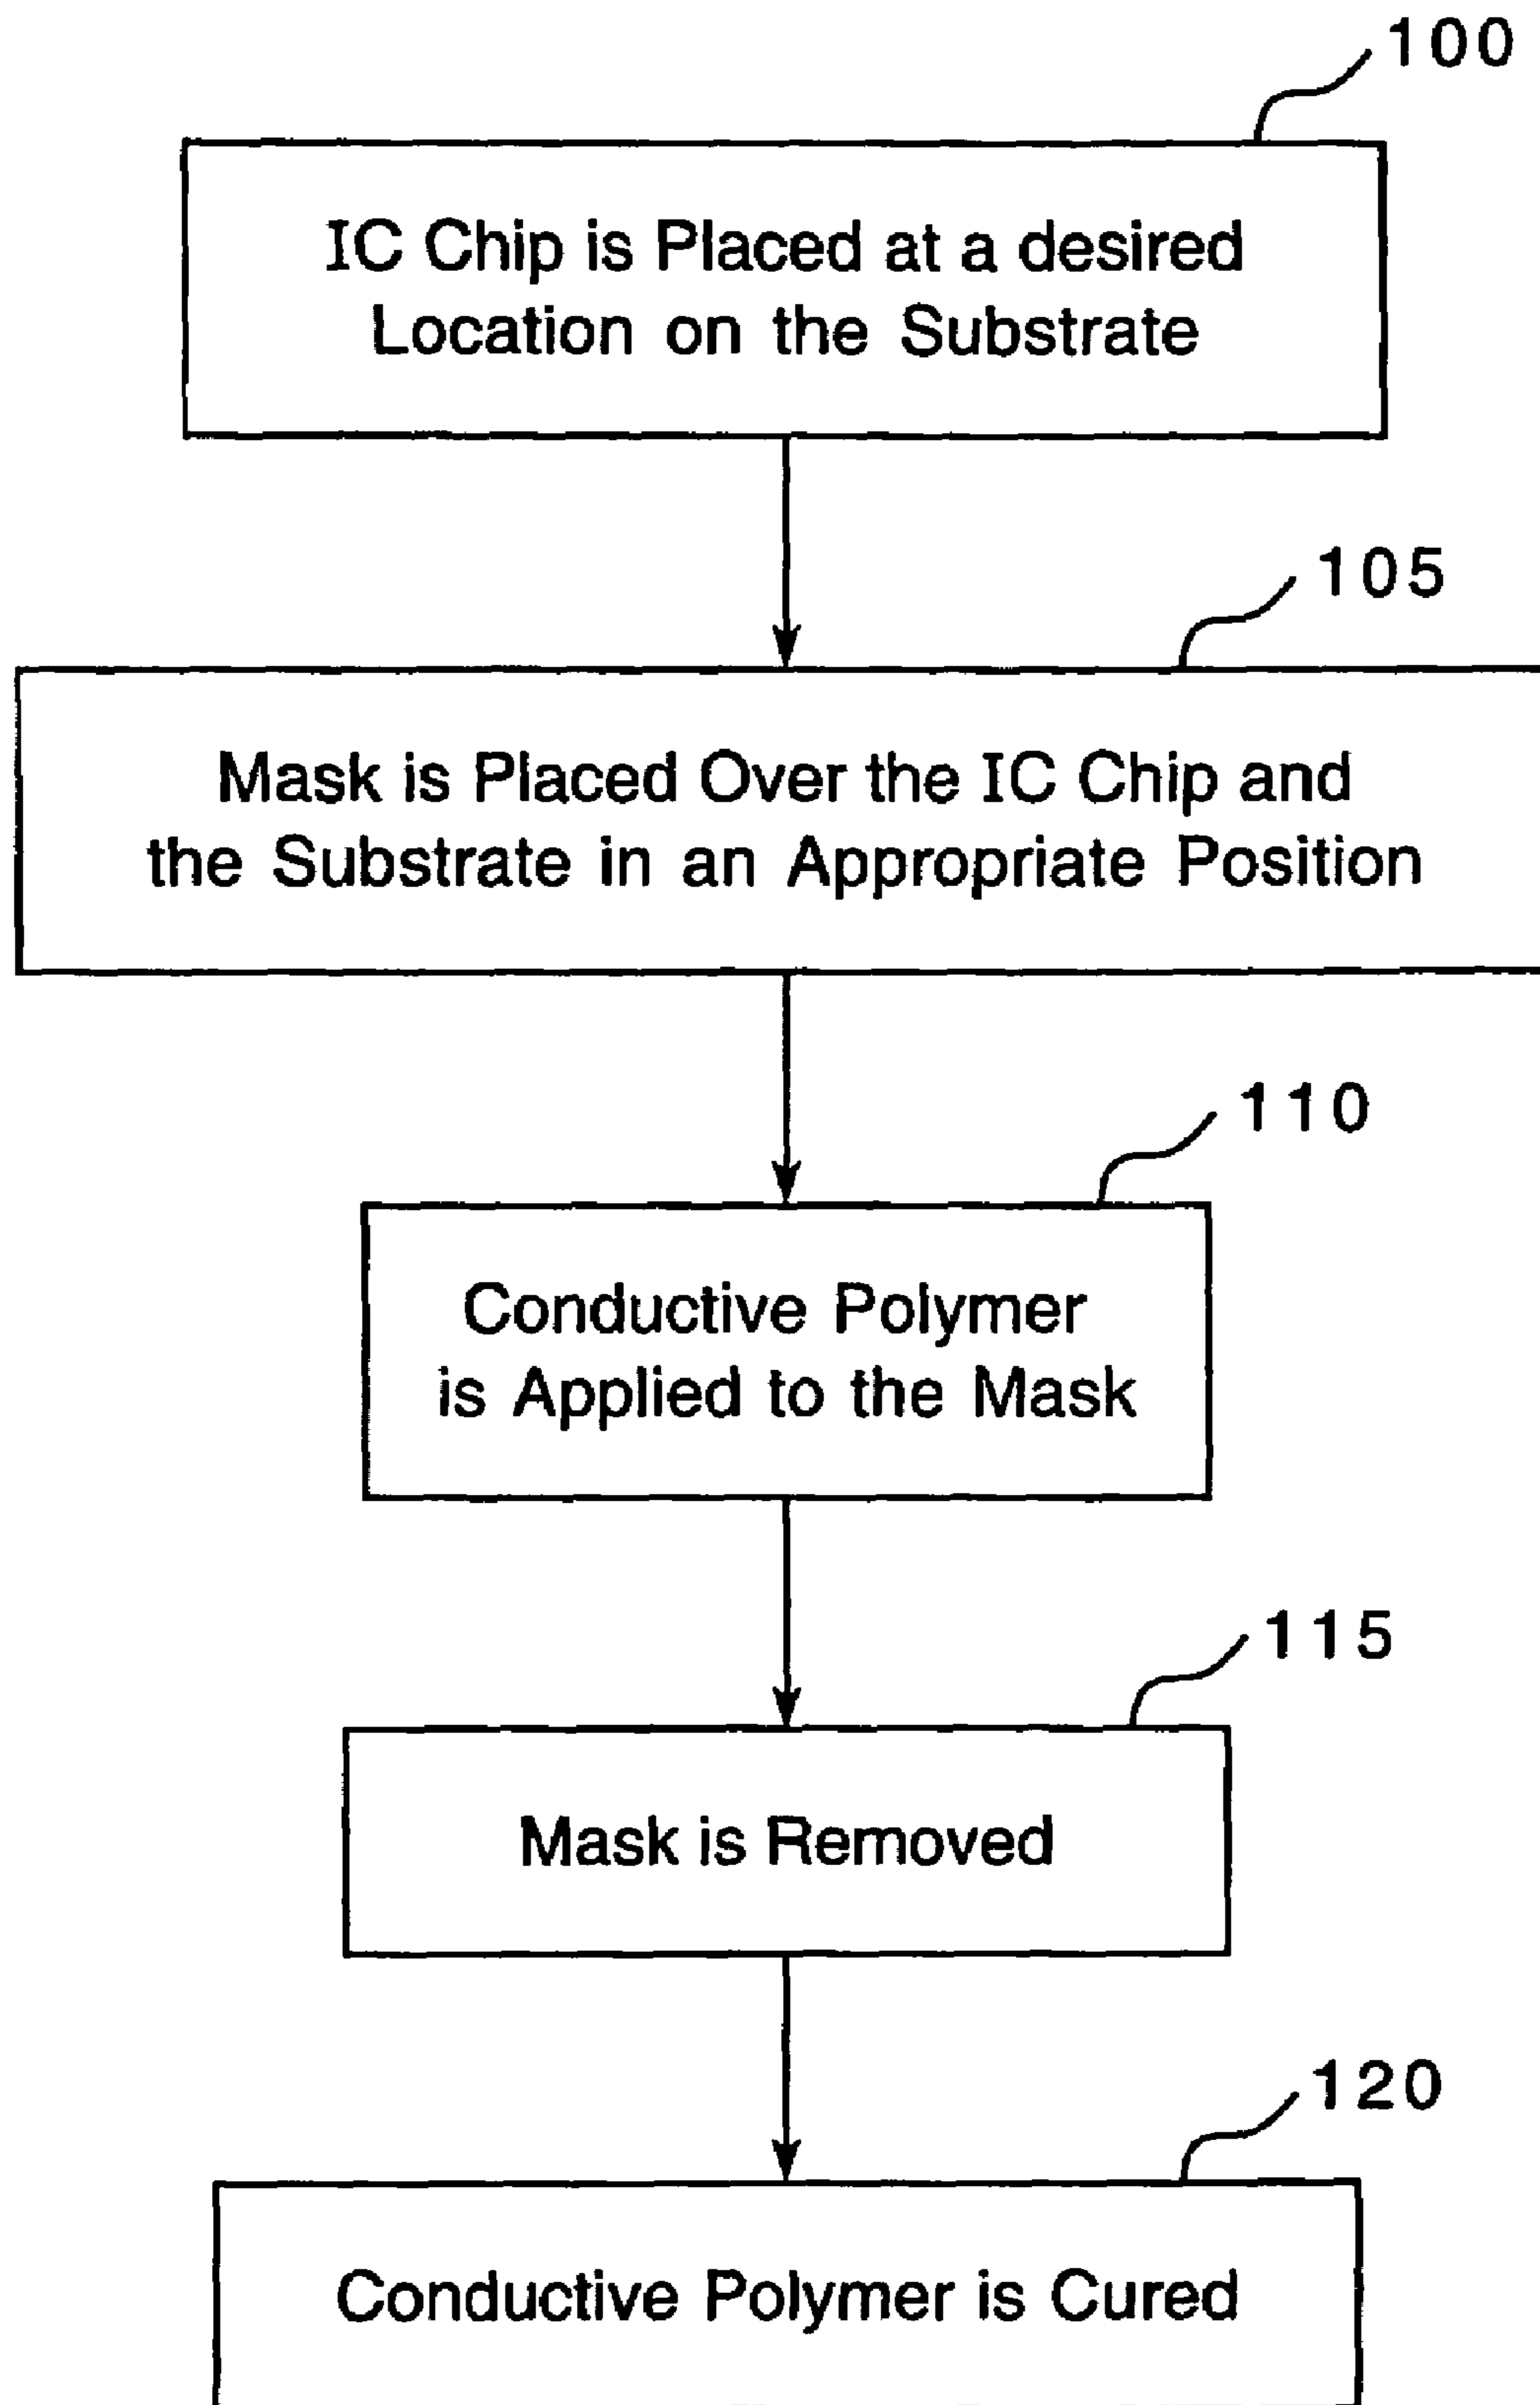 100
IC Chip is Placed at a desired
Location on the Substrate
105
Mask is Placed Over the IC Chip and
the Substrate in an Appropriate Position
110
Conductive Polymer
is Applied to the Mask
115
Mask is Removed
120
Conductive Polymer is Cured